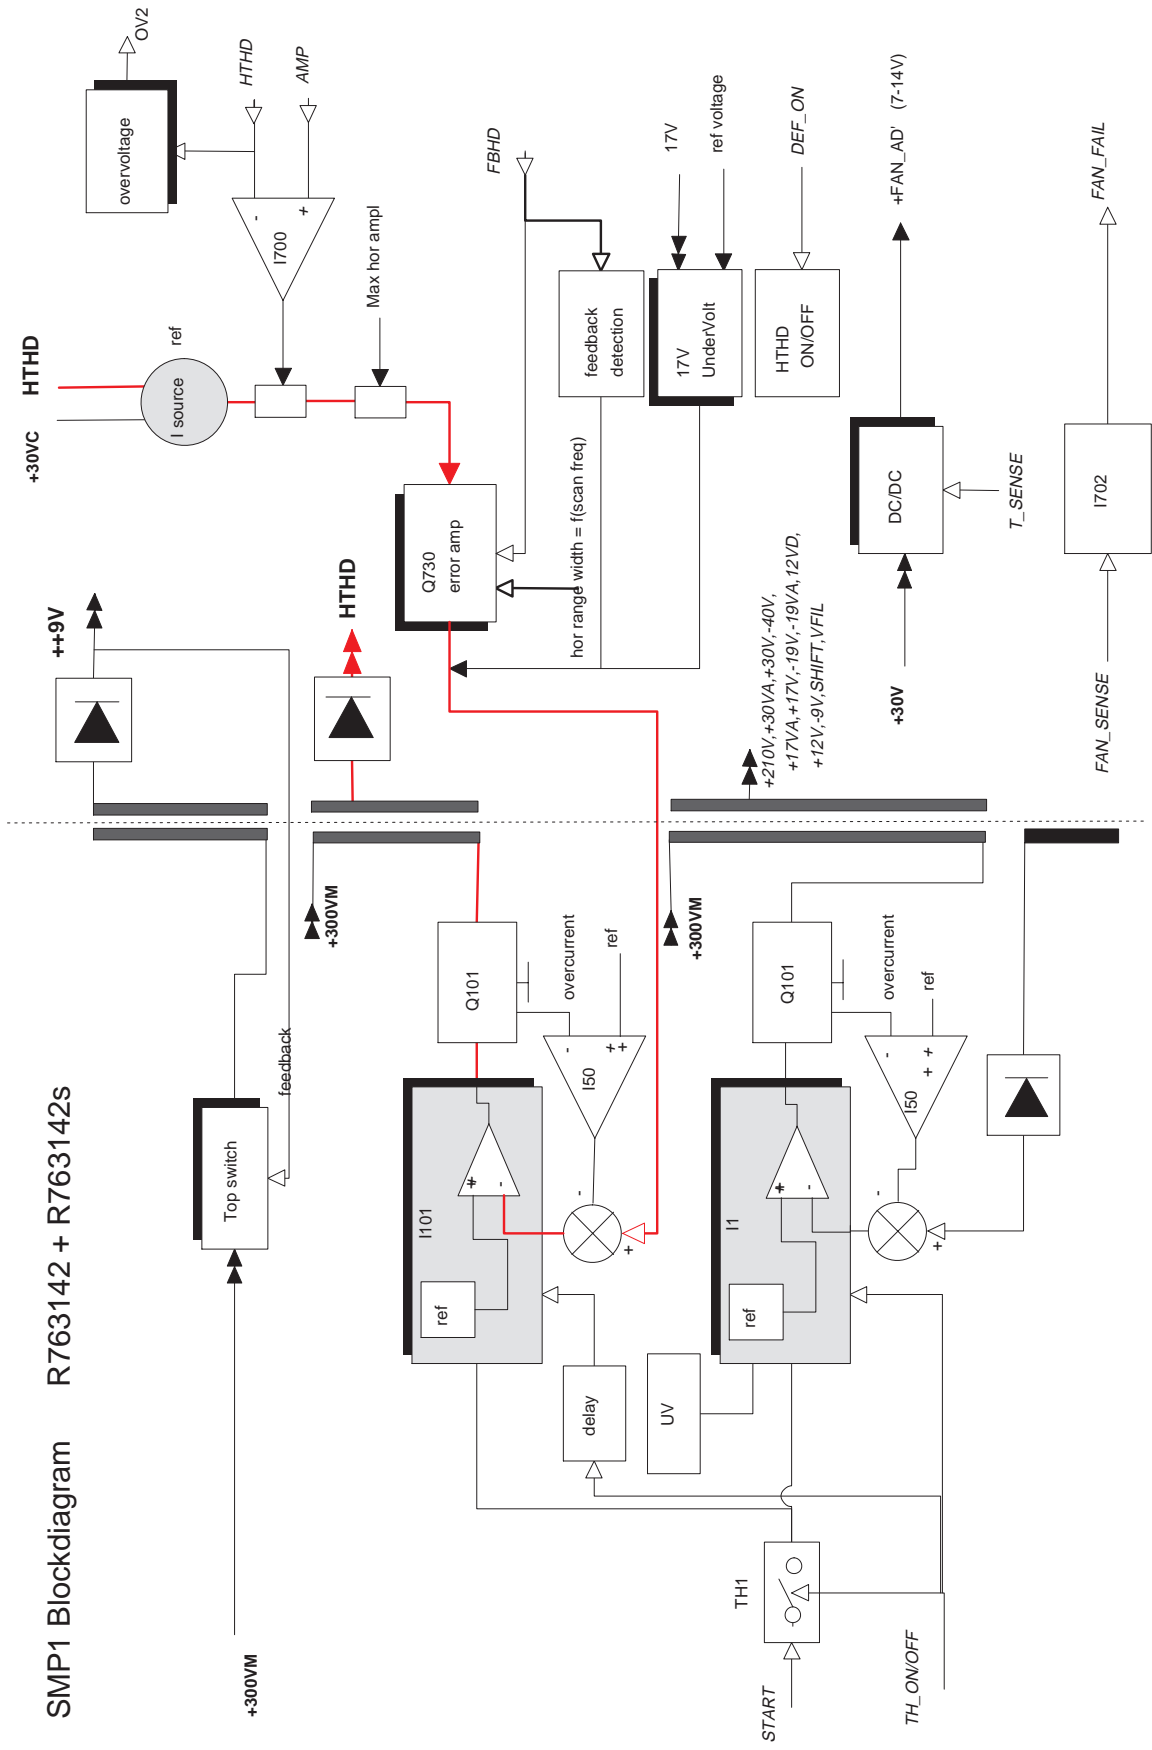 SMP1 Blockdiagram R763142 + R763142s
+300VM
Top switch
feedback
++9V
+30VC
HTHD
I source
ref
overvoltage
OV2
HTHD
AMP
-
+
I700
Max hor ampl
HTHD
Q730
error amp
FBHD
hor range width = f(scan freq)
feedback
detection
17V
UnderVolt
17V
ref voltage
HTHD
ON/OFF
DEF_ON
+300VM
Q101
overcurrent
ref
-
+
+
I50
I101
+
-
ref
-
+
delay
UV
+300VM
+210V,+30VA,+30V,-40V,
+17VA,+17V,-19V,-19VA,12VD,
+12V,-9V,SHIFT,VFIL
Q101
overcurrent
ref
-
+ +
I50
I1
+
-
ref
-
+
TH1
START
TH_ON/OFF
+30V
DC/DC
T_SENSE
+FAN_AD' (7-14V)
FAN_SENSE
I702
FAN_FAIL